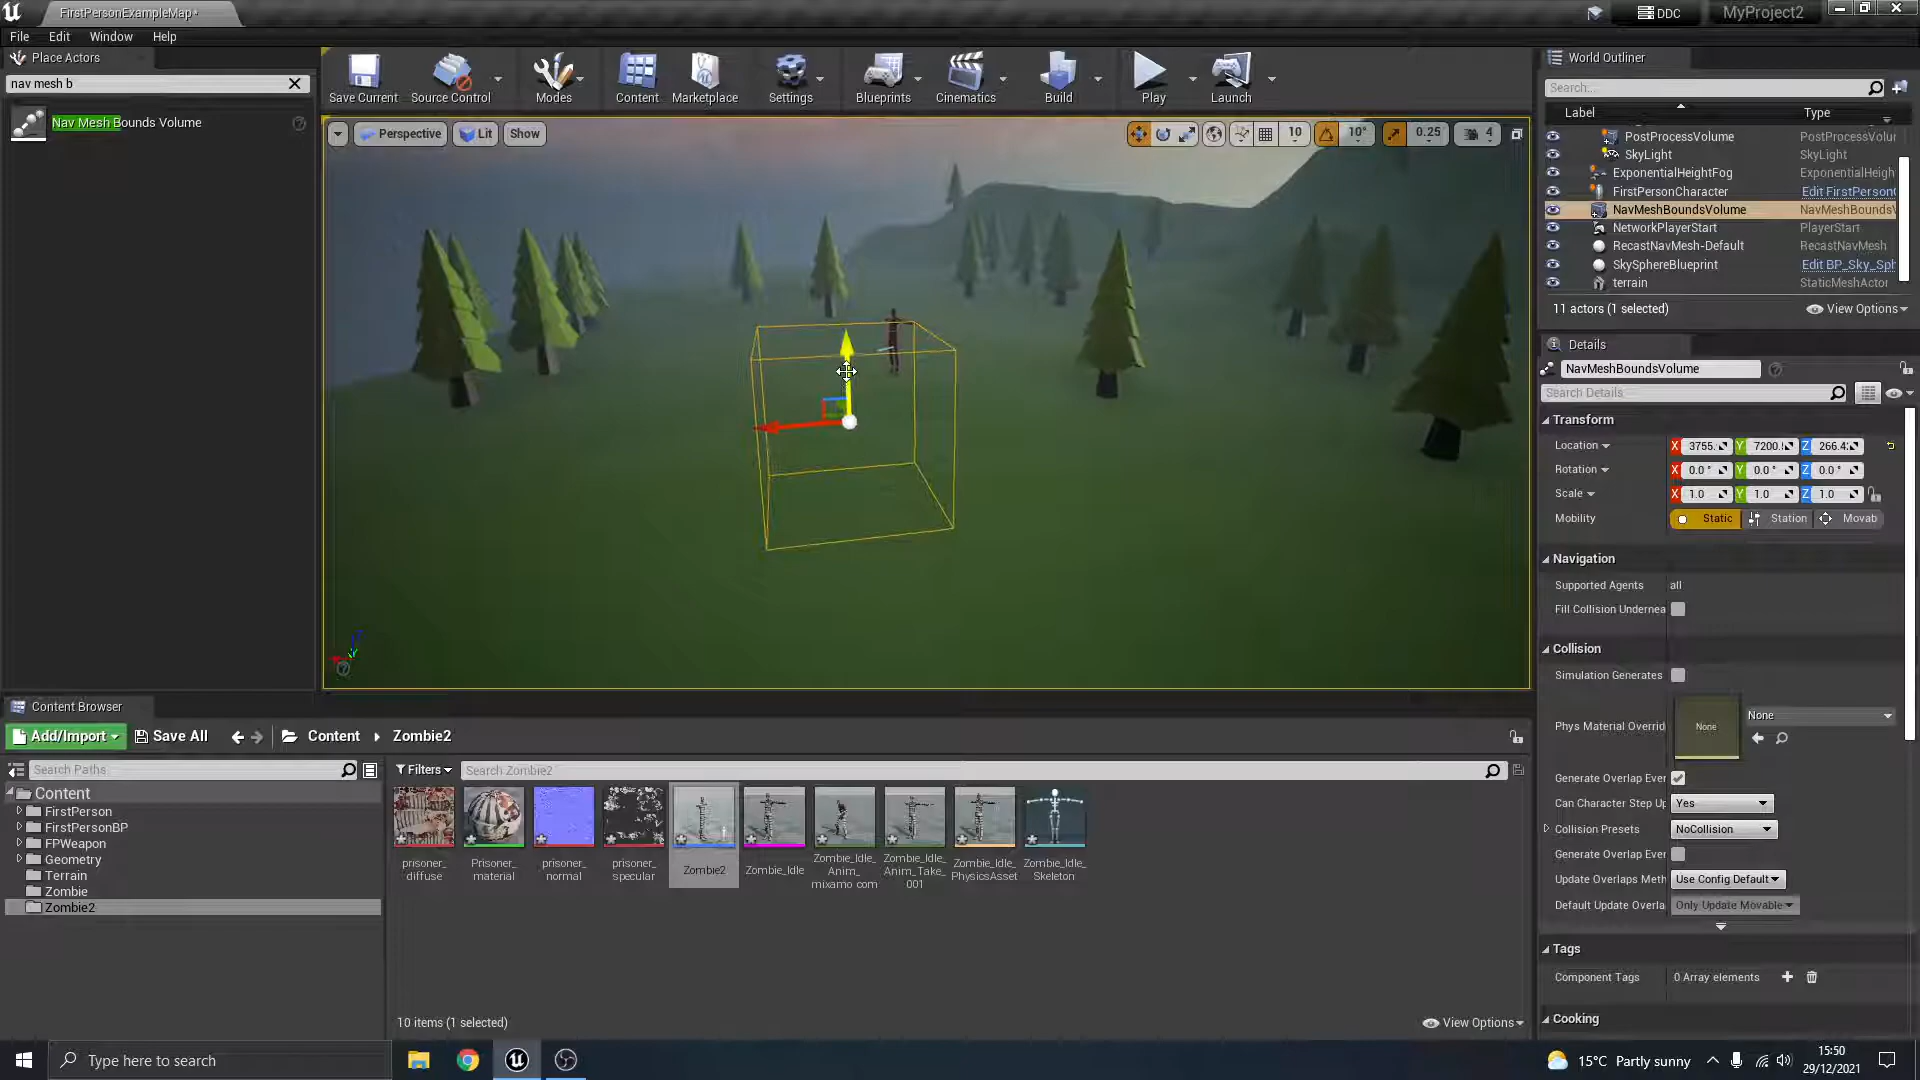 FirstPersonExampleMap*
DDC
MyProject2
File Edit Window Help
Place Actors
nav mesh b
Nav Mesh Bounds Volume
Save Current Source Control Modes Content Marketplace Settings Blueprints Cinematics Build Play Launch
Perspective Lit Show
10 10° 0.25 4
World Outliner
Search...
Label Type
PostProcessVolume PostProcessVolur
SkyLight SkyLight
ExponentialHeightFog ExponentialHeigh
FirstPersonCharacter Edit FirstPerson
NavMeshBoundsVolume NavMeshBounds
NetworkPlayerStart PlayerStart
RecastNavMesh-Default RecastNavMesh
SkySphereBlueprint Edit BP_Sky_Sph
terrain StaticMeshActor
11 actors (1 selected) View Options
Details
NavMeshBoundsVolume
Search Details
Transform
Location X 3755. Y 7200. Z 266.4
Rotation X 0.0 ° Y 0.0 ° Z 0.0 °
Scale X 1.0 Y 1.0 Z 1.0
Mobility Static Station Movab
Navigation
Supported Agents all
Fill Collision Undernea
Collision
Simulation Generates
Phys Material Overrid None None
Generate Overlap Ever
Can Character Step Up Yes
Collision Presets NoCollision
Generate Overlap Ever
Update Overlaps Meth Use Config Default
Default Update Overla Only Update Movable
Tags
Component Tags 0 Array elements
Cooking
Content Browser
Add/Import Save All Content Zombie2
Search Paths
Filters Search Zombie2
Content
FirstPerson
FirstPersonBP
FPWeapon
Geometry
Terrain
Zombie
Zombie2
prisoner_
diffuse
Prisoner_
material
prisoner_
normal
prisoner_
specular
Zombie2
Zombie_Idle
Zombie_Idle_
Anim_
mixamo_com
Zombie_Idle_
Anim_Take_
001
Zombie_Idle_
PhysicsAsset
Zombie_Idle_
Skeleton
10 items (1 selected) View Options
Type here to search
15°C Partly sunny
15:50
29/12/2021